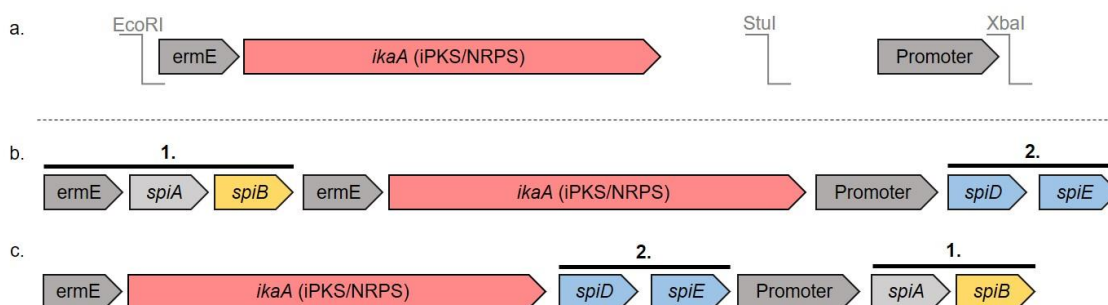 a.
EcoRI
StuI
XbaI
ermE
ikaA (iPKS/NRPS)
Promoter
b.
1.
2.
ermE
spiA
spiB
ermE
ikaA (iPKS/NRPS)
Promoter
spiD
spiE
c.
2.
1.
ermE
ikaA (iPKS/NRPS)
spiD
spiE
Promoter
spiA
spiB